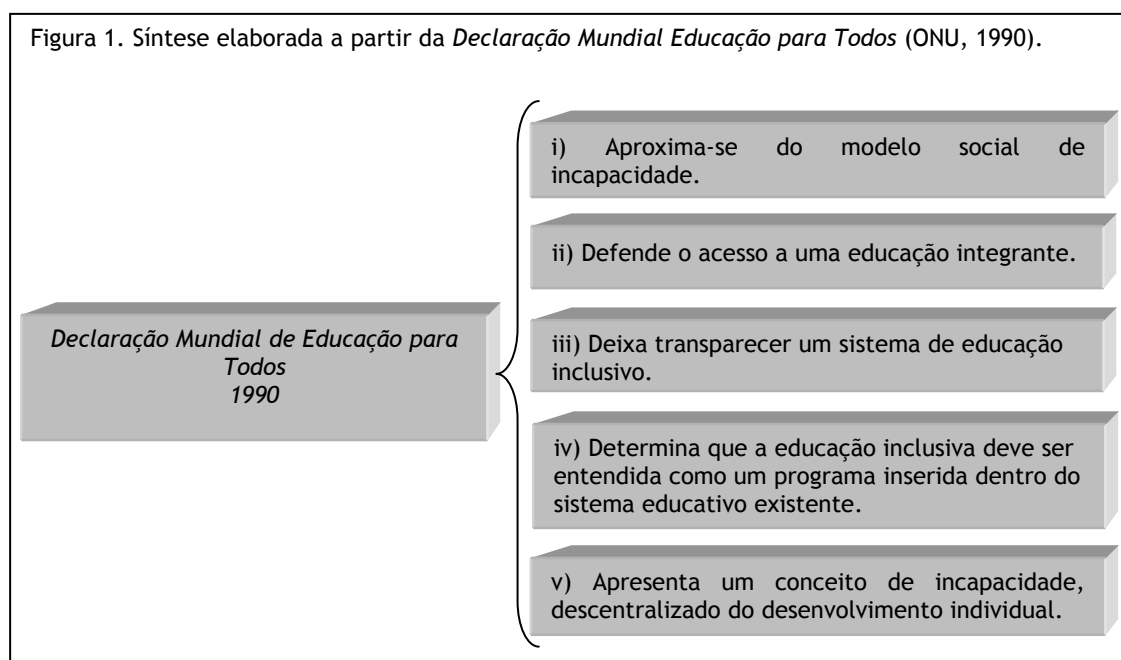 Figura 1. Síntese elaborada a partir da Declaração Mundial Educação para Todos (ONU, 1990).
Declaração Mundial de Educação para
Todos
1990
i) Aproxima-se do modelo social de
incapacidade.
ii) Defende o acesso a uma educação integrante.
iii) Deixa transparecer um sistema de educação
inclusivo.
iv) Determina que a educação inclusiva deve ser
entendida como um programa inserida dentro do
sistema educativo existente.
v) Apresenta um conceito de incapacidade,
descentralizado do desenvolvimento individual.